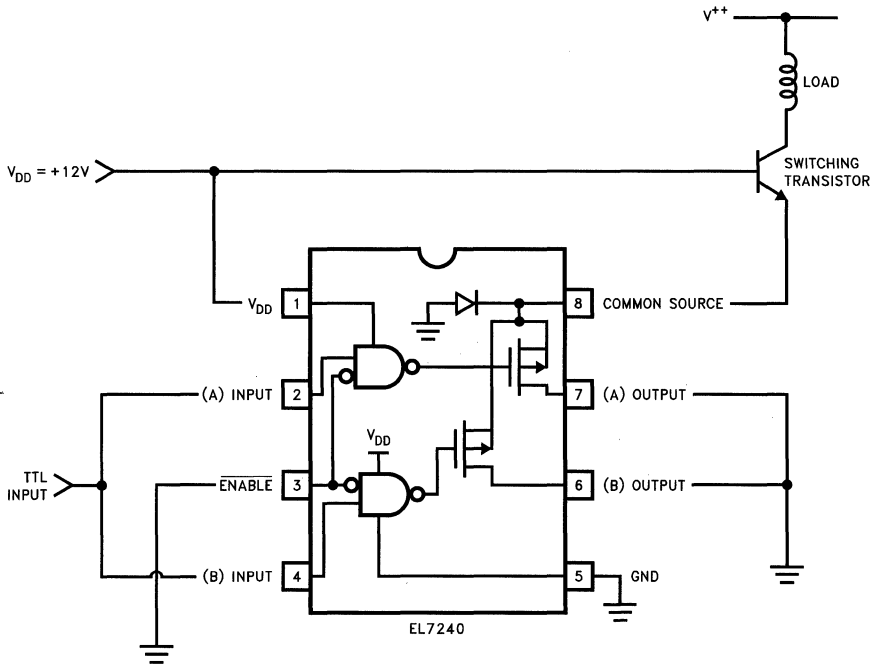 V++
LOAD
VDD = +12V
SWITCHING
TRANSISTOR
VDD
1
8
COMMON SOURCE
(A) INPUT
2
7
(A) OUTPUT
VDD
TTL
INPUT
ENABLE
3
6
(B) OUTPUT
(B) INPUT
4
5
GND
EL7240